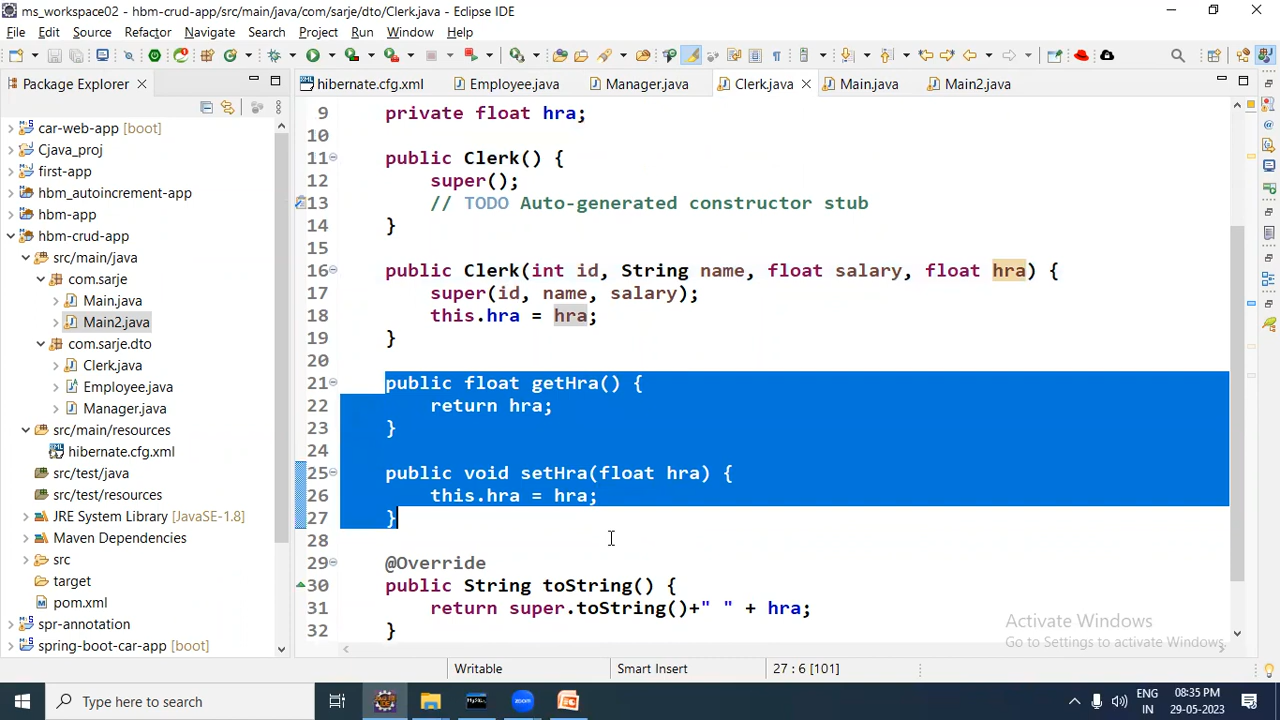 ms_workspace02 - hbm-crud-app/src/main/java/com/sarje/dto/Clerk.java - Eclipse IDE
File Edit Source Refactor Navigate Search Project Run Window Help
Package Explorer
car-web-app [boot]
Cjava_proj
first-app
hbm_autoincrement-app
hbm-app
hbm-crud-app
src/main/java
com.sarje
Main.java
Main2.java
com.sarje.dto
Clerk.java
Employee.java
Manager.java
src/main/resources
hibernate.cfg.xml
src/test/java
src/test/resources
JRE System Library [JavaSE-1.8]
Maven Dependencies
src
target
pom.xml
spr-annotation
spring-boot-car-app [boot]
hibernate.cfg.xml Employee.java Manager.java Clerk.java Main.java Main2.java
9 private float hra;
10
11 public Clerk() {
12 super();
13 // TODO Auto-generated constructor stub
14 }
15
16 public Clerk(int id, String name, float salary, float hra) {
17 super(id, name, salary);
18 this.hra = hra;
19 }
20
21 public float getHra() {
22 return hra;
23 }
24
25 public void setHra(float hra) {
26 this.hra = hra;
27 }
28
29 @Override
30 public String toString() {
31 return super.toString()+" " + hra;
32 }
Activate Windows
Go to Settings to activate Windows.
Writable Smart Insert 27 : 6 [101]
Type here to search
ENG
IN
08:35 PM
29-05-2023